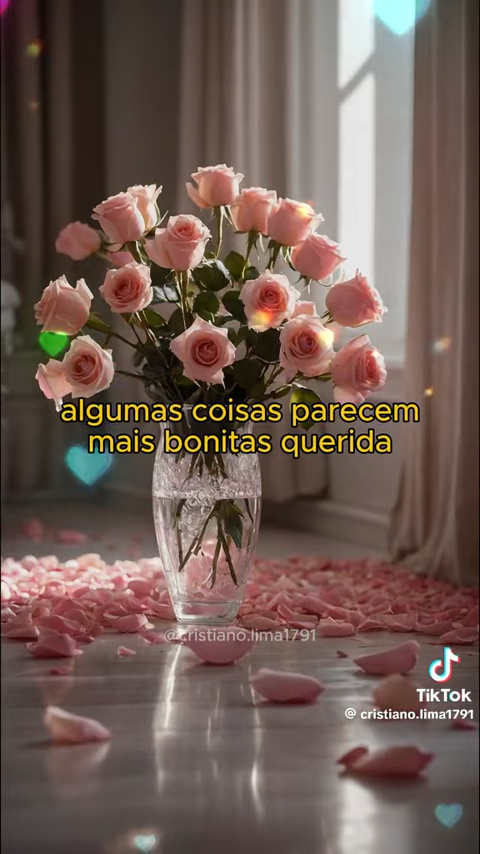 algumas coisas parecem
mais bonitas querida
@cristiano.lima1791
TikTok
@ cristiano.lima1791